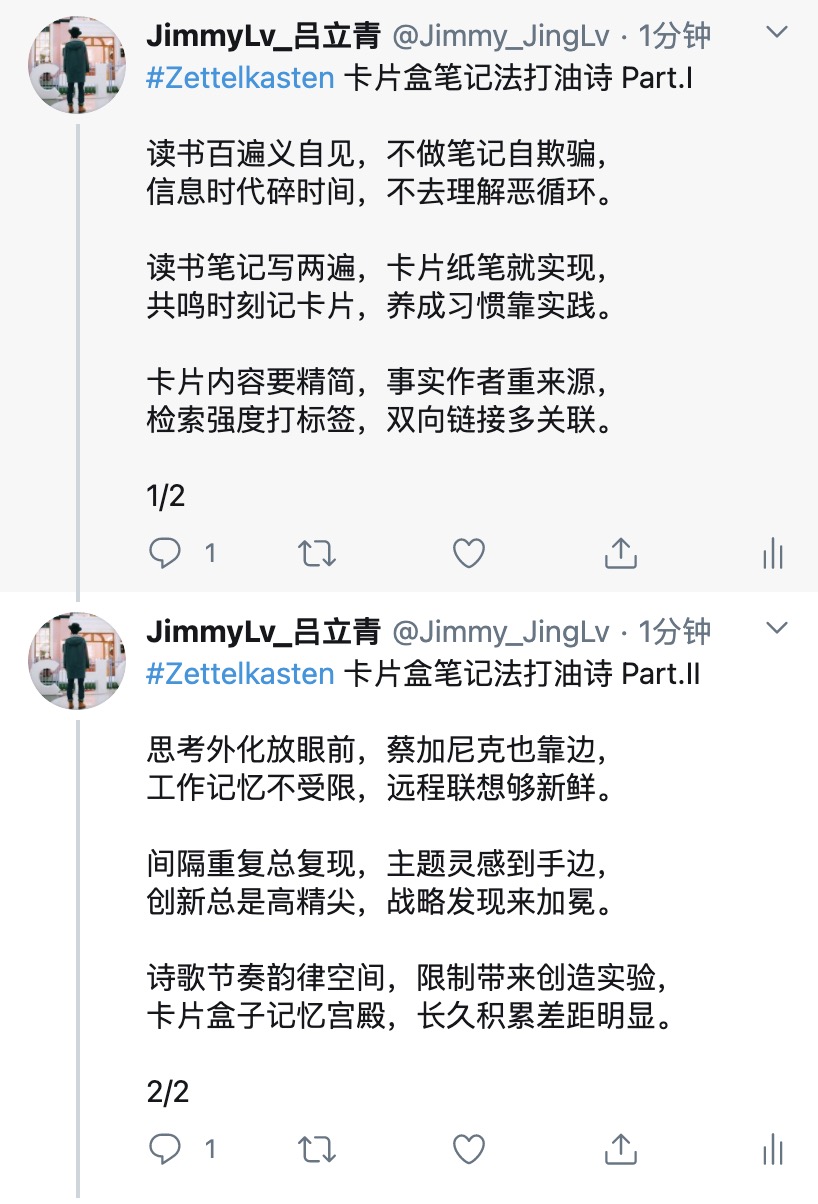 JimmyLv_吕立青 @Jimmy_JingLv · 1分钟
#Zettelkasten 卡片盒笔记法打油诗 Part.I
读书百遍义自见，不做笔记自欺骗，
信息时代碎时间，不去理解恶循环。
读书笔记写两遍，卡片纸笔就实现，
共鸣时刻记卡片，养成习惯靠实践。
卡片内容要精简，事实作者重来源，
检索强度打标签，双向链接多关联。
1/2
1
JimmyLv_吕立青 @Jimmy_JingLv · 1分钟
#Zettelkasten 卡片盒笔记法打油诗 Part.II
思考外化放眼前，蔡加尼克也靠边，
工作记忆不受限，远程联想够新鲜。
间隔重复总复现，主题灵感到手边，
创新总是高精尖，战略发现来加冕。
诗歌节奏韵律空间，限制带来创造实验，
卡片盒子记忆宫殿，长久积累差距明显。
2/2
1